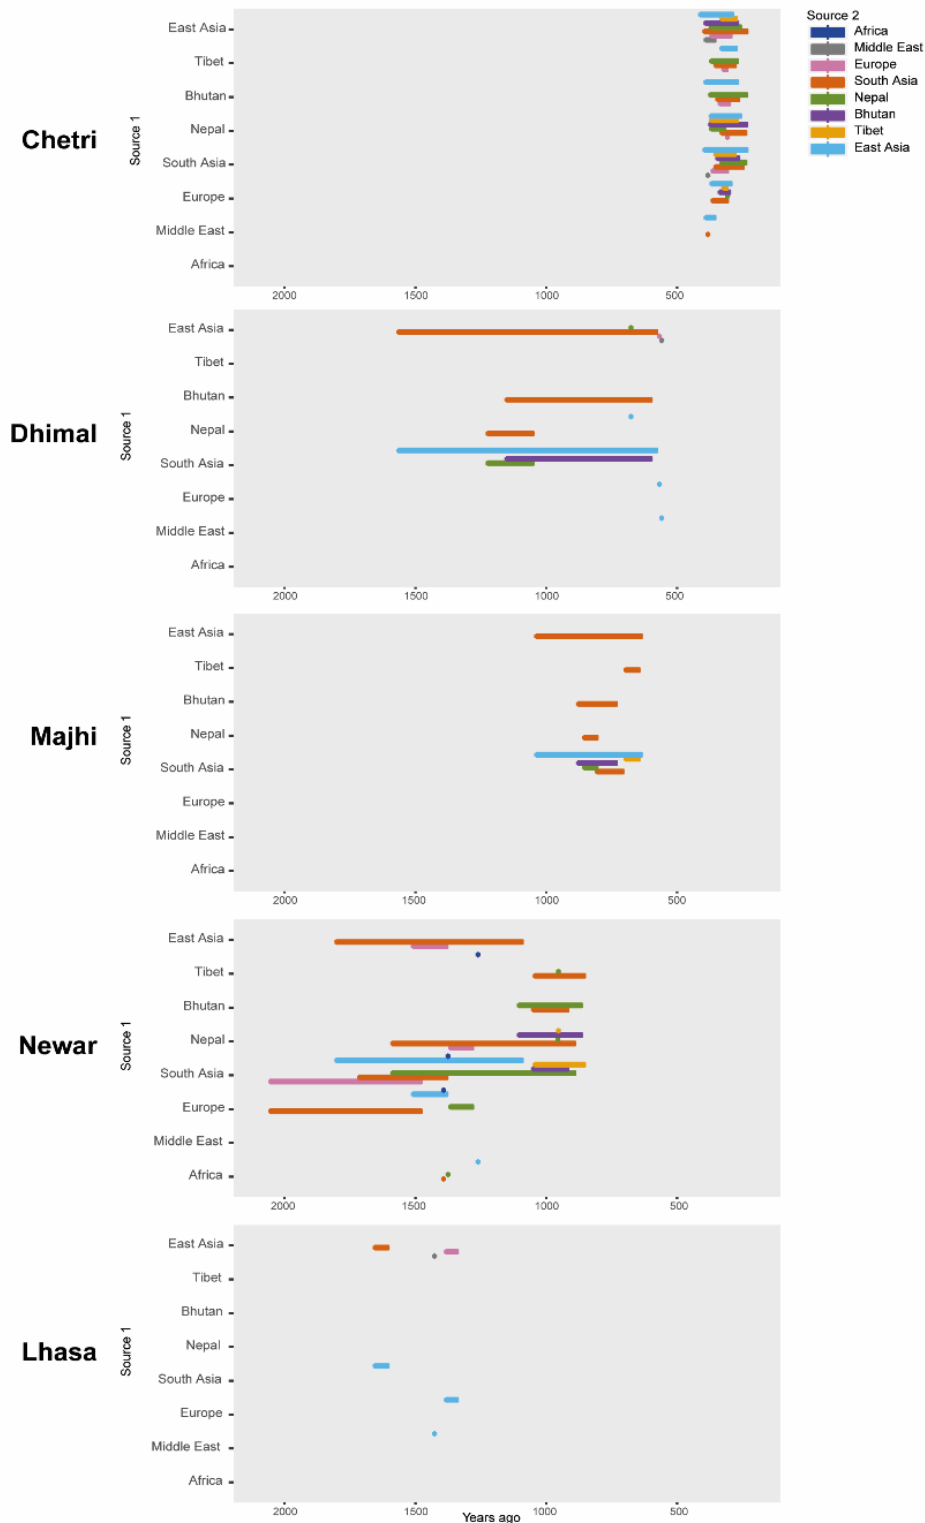 Source 2
Africa
Middle East
Europe
South Asia
Nepal
Bhutan
Tibet
East Asia
Chetri
Source 1
East Asia
Tibet
Bhutan
Nepal
South Asia
Europe
Middle East
Africa
2000 1500 1000 500
Dhimal
Source 1
East Asia
Tibet
Bhutan
Nepal
South Asia
Europe
Middle East
Africa
2000 1500 1000 500
Majhi
Source 1
East Asia
Tibet
Bhutan
Nepal
South Asia
Europe
Middle East
Africa
2000 1500 1000 500
Newar
Source 1
East Asia
Tibet
Bhutan
Nepal
South Asia
Europe
Middle East
Africa
2000 1500 1000 500
Lhasa
Source 1
East Asia
Tibet
Bhutan
Nepal
South Asia
Europe
Middle East
Africa
2000 1500 1000 500
Years ago